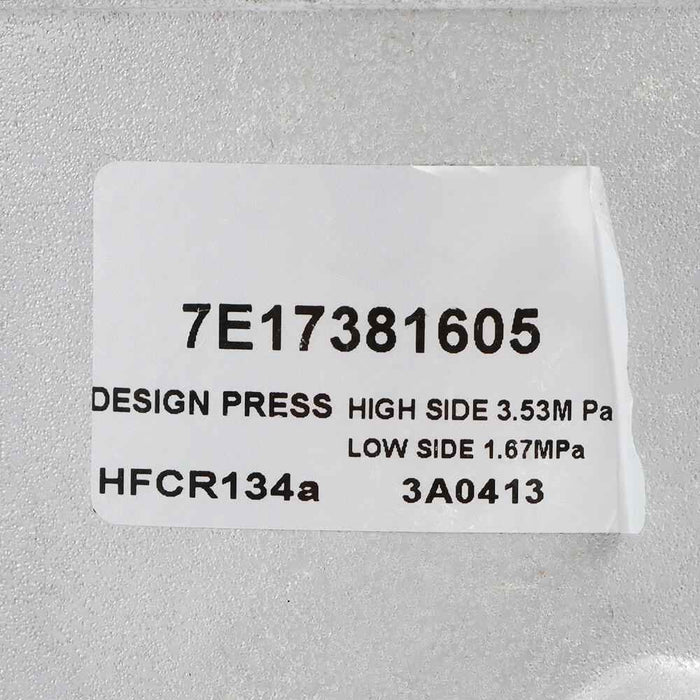 7E17381605
DESIGN PRESS HIGH SIDE 3.53M Pa
LOW SIDE 1.67MPa
HFCR134a 3A0413